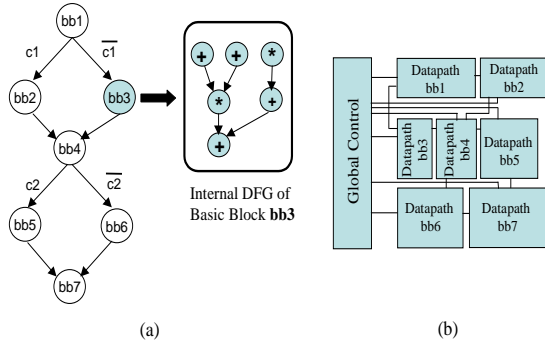 bb1
c1
c1
bb2
bb3
bb4
c2
c2
bb5
bb6
bb7
+
+
*
*
+
+
Internal DFG of
Basic Block bb3
(a)
Global Control
Datapath
bb1
Datapath
bb2
Datapath
bb3
Datapath
bb4
Datapath
bb5
Datapath
bb6
Datapath
bb7
(b)